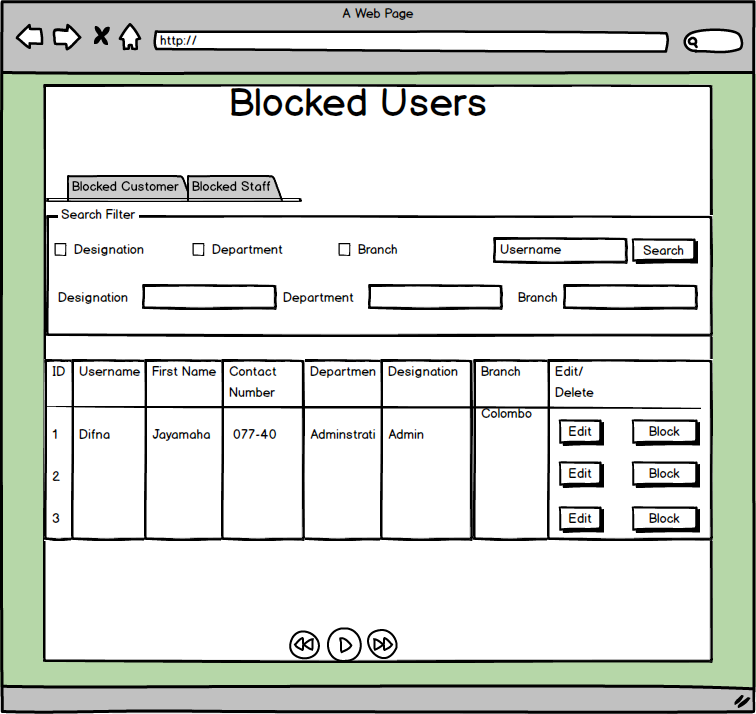 A Web Page
http://
Blocked Users
Blocked Customer Blocked Staff
Search Filter
Designation Department Branch Username Search
Designation Department Branch
ID Username First Name Contact Departmen Designation Branch Edit/
Number Delete
Colombo
1 Difna Jayamaha 077-40 Adminstrati Admin Edit Block
2 Edit Block
3 Edit Block